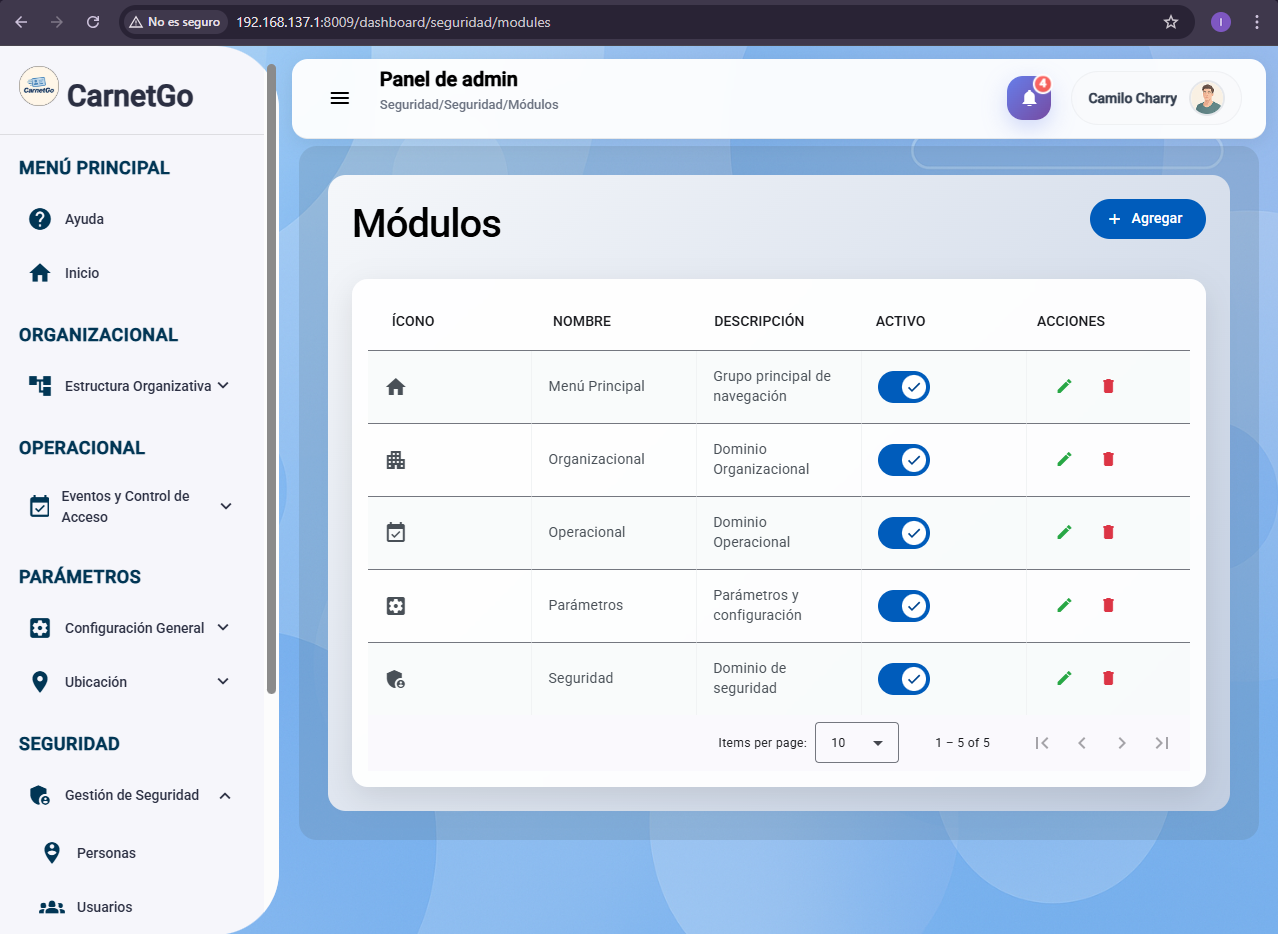 No es seguro
192.168.137.1:8009/dashboard/seguridad/modules
I
CarnetGo
CarnetGo
Panel de admin
Seguridad/Seguridad/Módulos
4
Camilo Charry
MENÚ PRINCIPAL
Ayuda
Inicio
ORGANIZACIONAL
Estructura Organizativa
OPERACIONAL
Eventos y Control de
Acceso
PARÁMETROS
Configuración General
Ubicación
SEGURIDAD
Gestión de Seguridad
Personas
Usuarios
Módulos
+ Agregar
ÍCONO NOMBRE DESCRIPCIÓN ACTIVO ACCIONES
Menú Principal
Grupo principal de
navegación
Organizacional
Dominio
Organizacional
Operacional
Dominio
Operacional
Parámetros
Parámetros y
configuración
Seguridad
Dominio de
seguridad
Items per page: 10 1 – 5 of 5